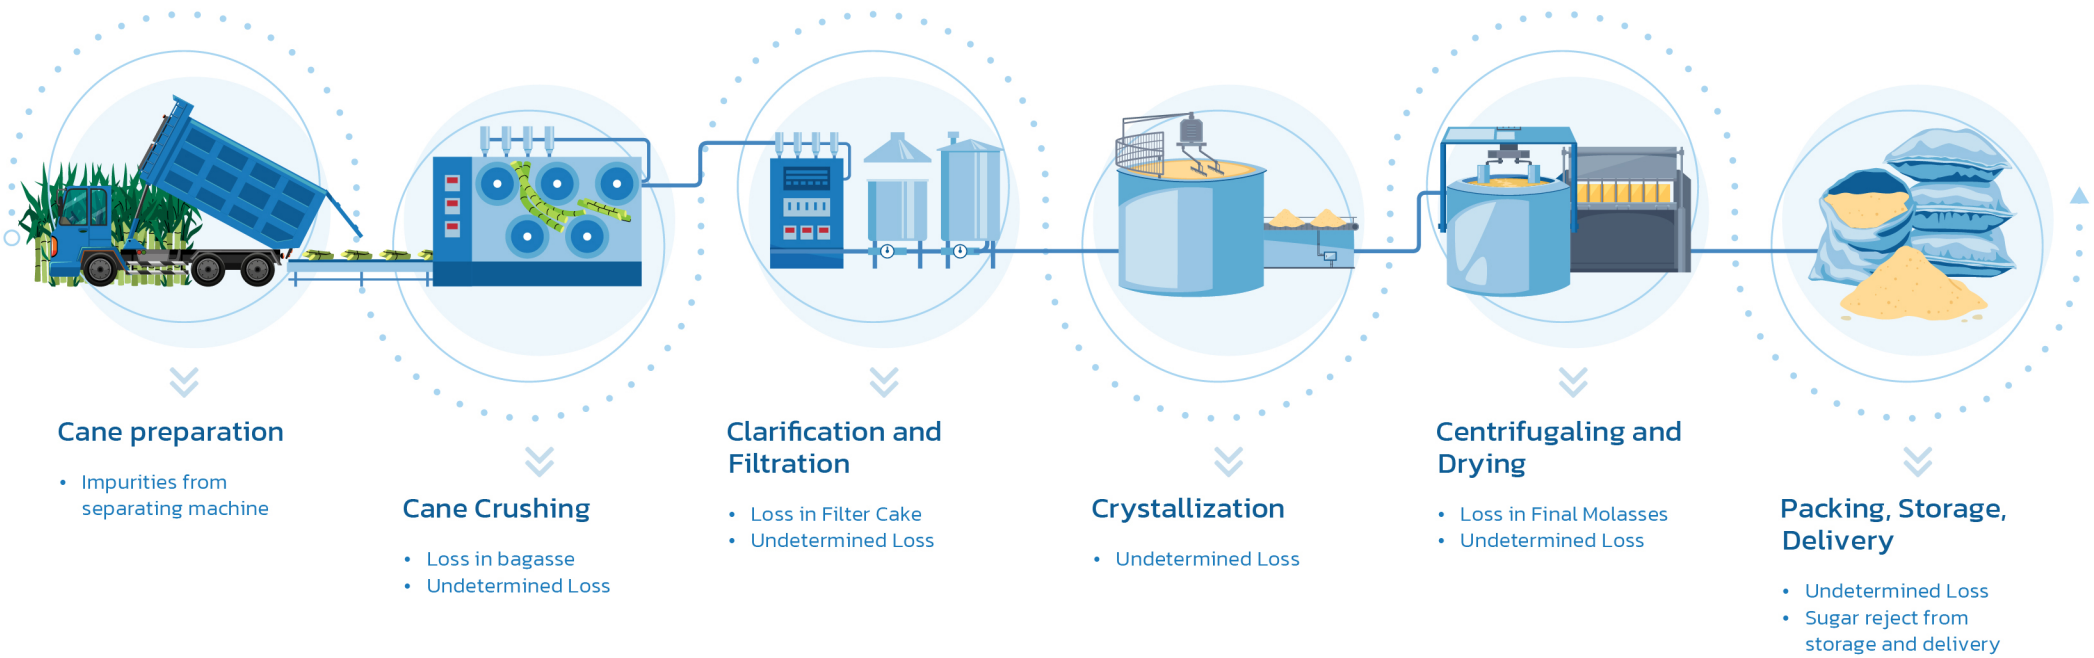 Cane preparation
• Impurities from
separating machine
Cane Crushing
• Loss in bagasse
• Undetermined Loss
Clarification and
Filtration
• Loss in Filter Cake
• Undetermined Loss
Crystallization
• Undetermined Loss
Centrifugaling and
Drying
• Loss in Final Molasses
• Undetermined Loss
Packing, Storage,
Delivery
• Undetermined Loss
• Sugar reject from
storage and delivery